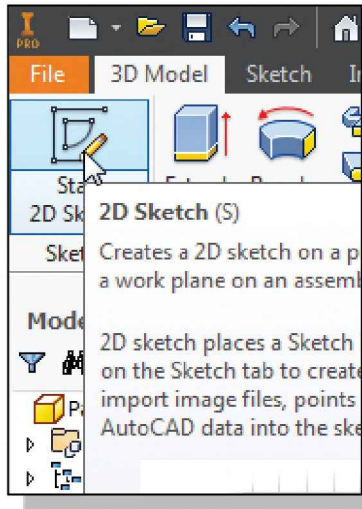 I
PRO
File 3D Model Sketch
Sta
2D Sk
Sket
2D Sketch (S)
Creates a 2D sketch on a p
a work plane on an assemb
Mode
2D sketch places a Sketch
on the Sketch tab to create
import image files, points
AutoCAD data into the ske
Pa